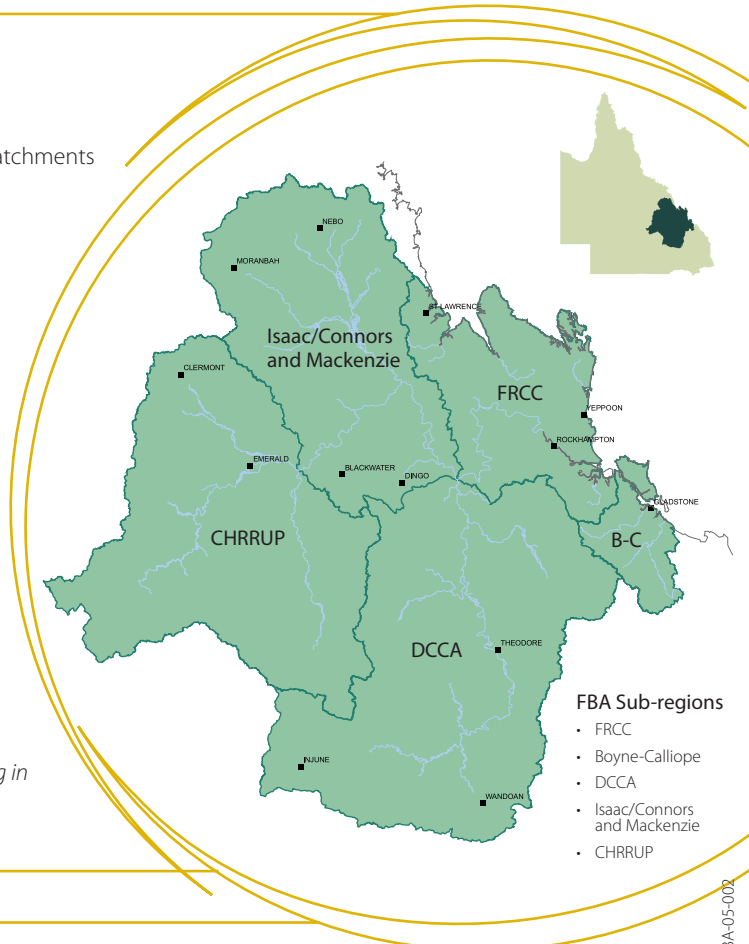 atchments
NEBO
MORANBAH
ST LAWRENCE
Isaac/Connors
and Mackenzie
CLERMONT
FRCC
YEPPOON
ROCKHAMPTON
EMERALD
BLACKWATER
DINGO
GLADSTONE
CHRRUP
B-C
DCCA
THEODORE
FBA Sub-regions
• FRCC
• Boyne-Calliope
• DCCA
• Isaac/Connors
and Mackenzie
• CHRRUP
INJUNE
g in
WANDOAN
BA-05-002